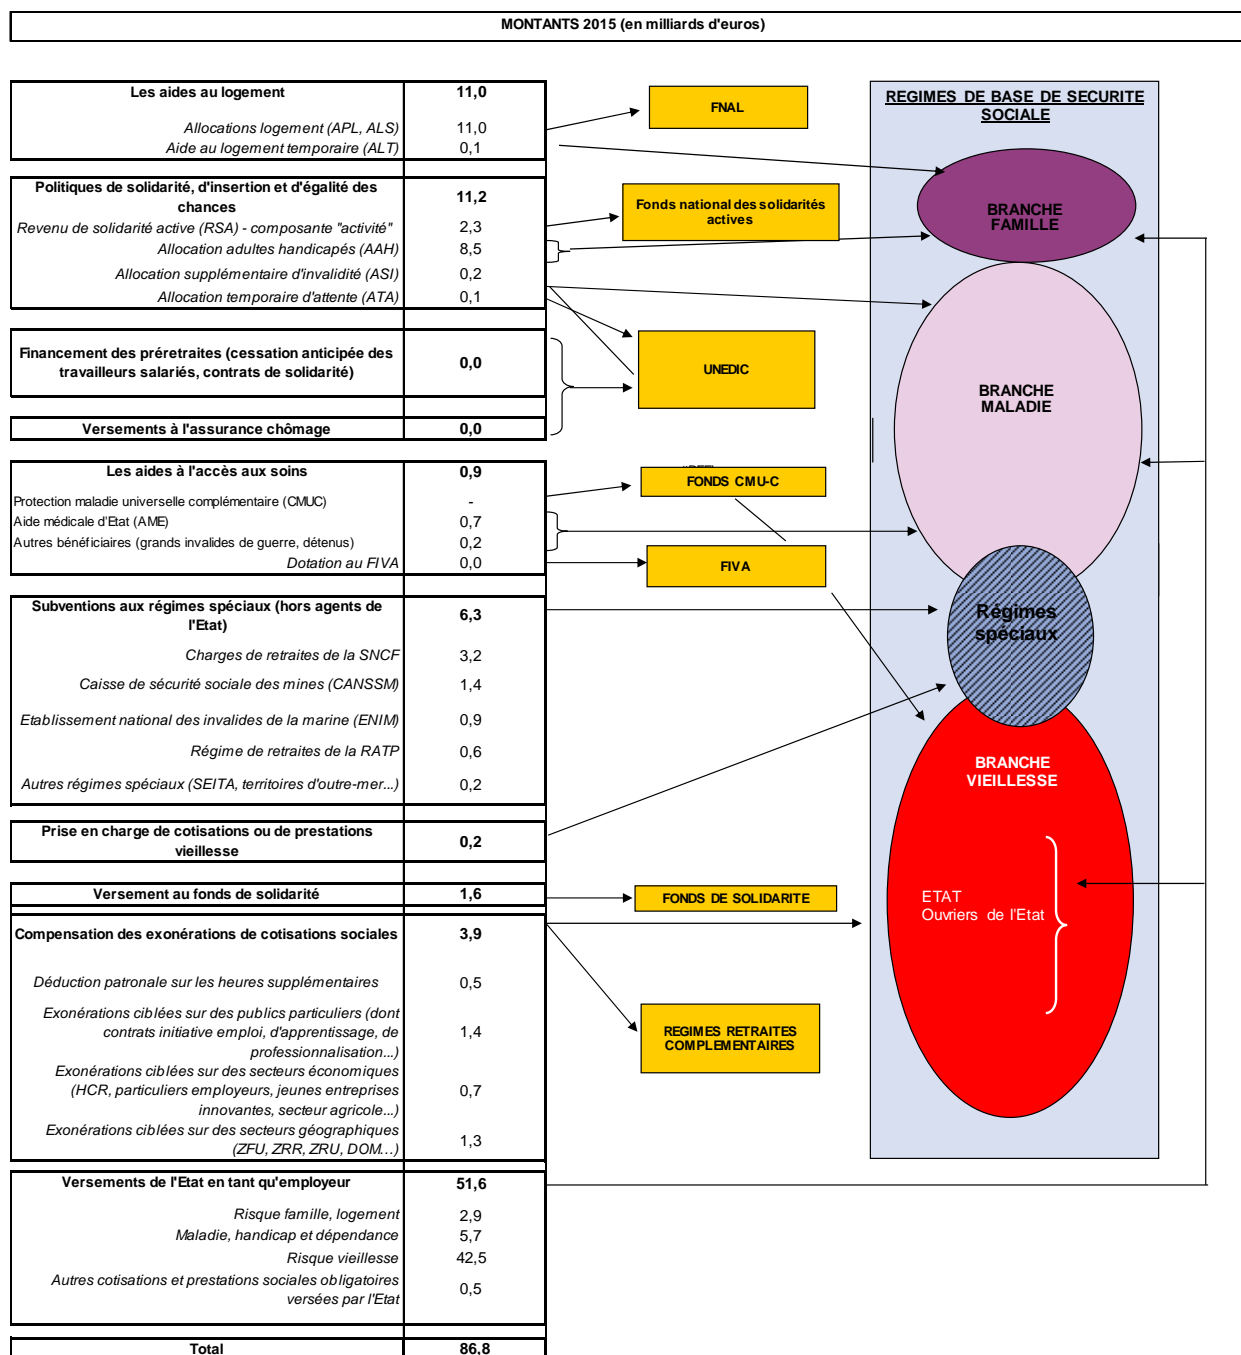 MONTANTS 2015 (en milliards d'euros)
Les aides au logement 11,0
Allocations logement (APL, ALS) 11,0
Aide au logement temporaire (ALT) 0,1
FNAL
REGIMES DE BASE DE SECURITE
SOCIALE
Politiques de solidarité, d'insertion et d'égalité des
chances 11,2
Revenu de solidarité active (RSA) - composante "activité" 2,3
Allocation adultes handicapés (AAH) 8,5
Allocation supplémentaire d'invalidité (ASI) 0,2
Allocation temporaire d'attente (ATA) 0,1
Fonds national des solidarités
actives
BRANCHE
FAMILLE
Financement des préretraites (cessation anticipée des
travailleurs salariés, contrats de solidarité) 0,0
UNEDIC
BRANCHE
MALADIE
Versements à l'assurance chômage 0,0
Les aides à l'accès aux soins 0,9
Protection maladie universelle complémentaire (CMUC) -
Aide médicale d'Etat (AME) 0,7
Autres bénéficiaires (grands invalides de guerre, détenus) 0,2
Dotation au FIVA 0,0
FONDS CMU-C
FIVA
Subventions aux régimes spéciaux (hors agents de
l'Etat) 6,3
Charges de retraites de la SNCF 3,2
Caisse de sécurité sociale des mines (CANSSM) 1,4
Etablissement national des invalides de la marine (ENIM) 0,9
Régime de retraites de la RATP 0,6
Autres régimes spéciaux (SEITA, territoires d'outre-mer...) 0,2
Régimes
spéciaux
BRANCHE
VIEILLESSE
Prise en charge de cotisations ou de prestations
vieillesse 0,2
Versement au fonds de solidarité 1,6
FONDS DE SOLIDARITE
ETAT
Ouvriers de l'Etat
Compensation des exonérations de cotisations sociales 3,9
Déduction patronale sur les heures supplémentaires 0,5
Exonérations ciblées sur des publics particuliers (dont
contrats initiative emploi, d'apprentissage, de 1,4
professionnalisation...)
Exonérations ciblées sur des secteurs économiques
(HCR, particuliers employeurs, jeunes entreprises 0,7
innovantes, secteur agricole...)
Exonérations ciblées sur des secteurs géographiques
(ZFU, ZRR, ZRU, DOM...) 1,3
REGIMES RETRAITES
COMPLEMENTAIRES
Versements de l'Etat en tant qu'employeur 51,6
Risque famille, logement 2,9
Maladie, handicap et dépendance 5,7
Risque vieillesse 42,5
Autres cotisations et prestations sociales obligatoires
versées par l'Etat 0,5
Total 86,8